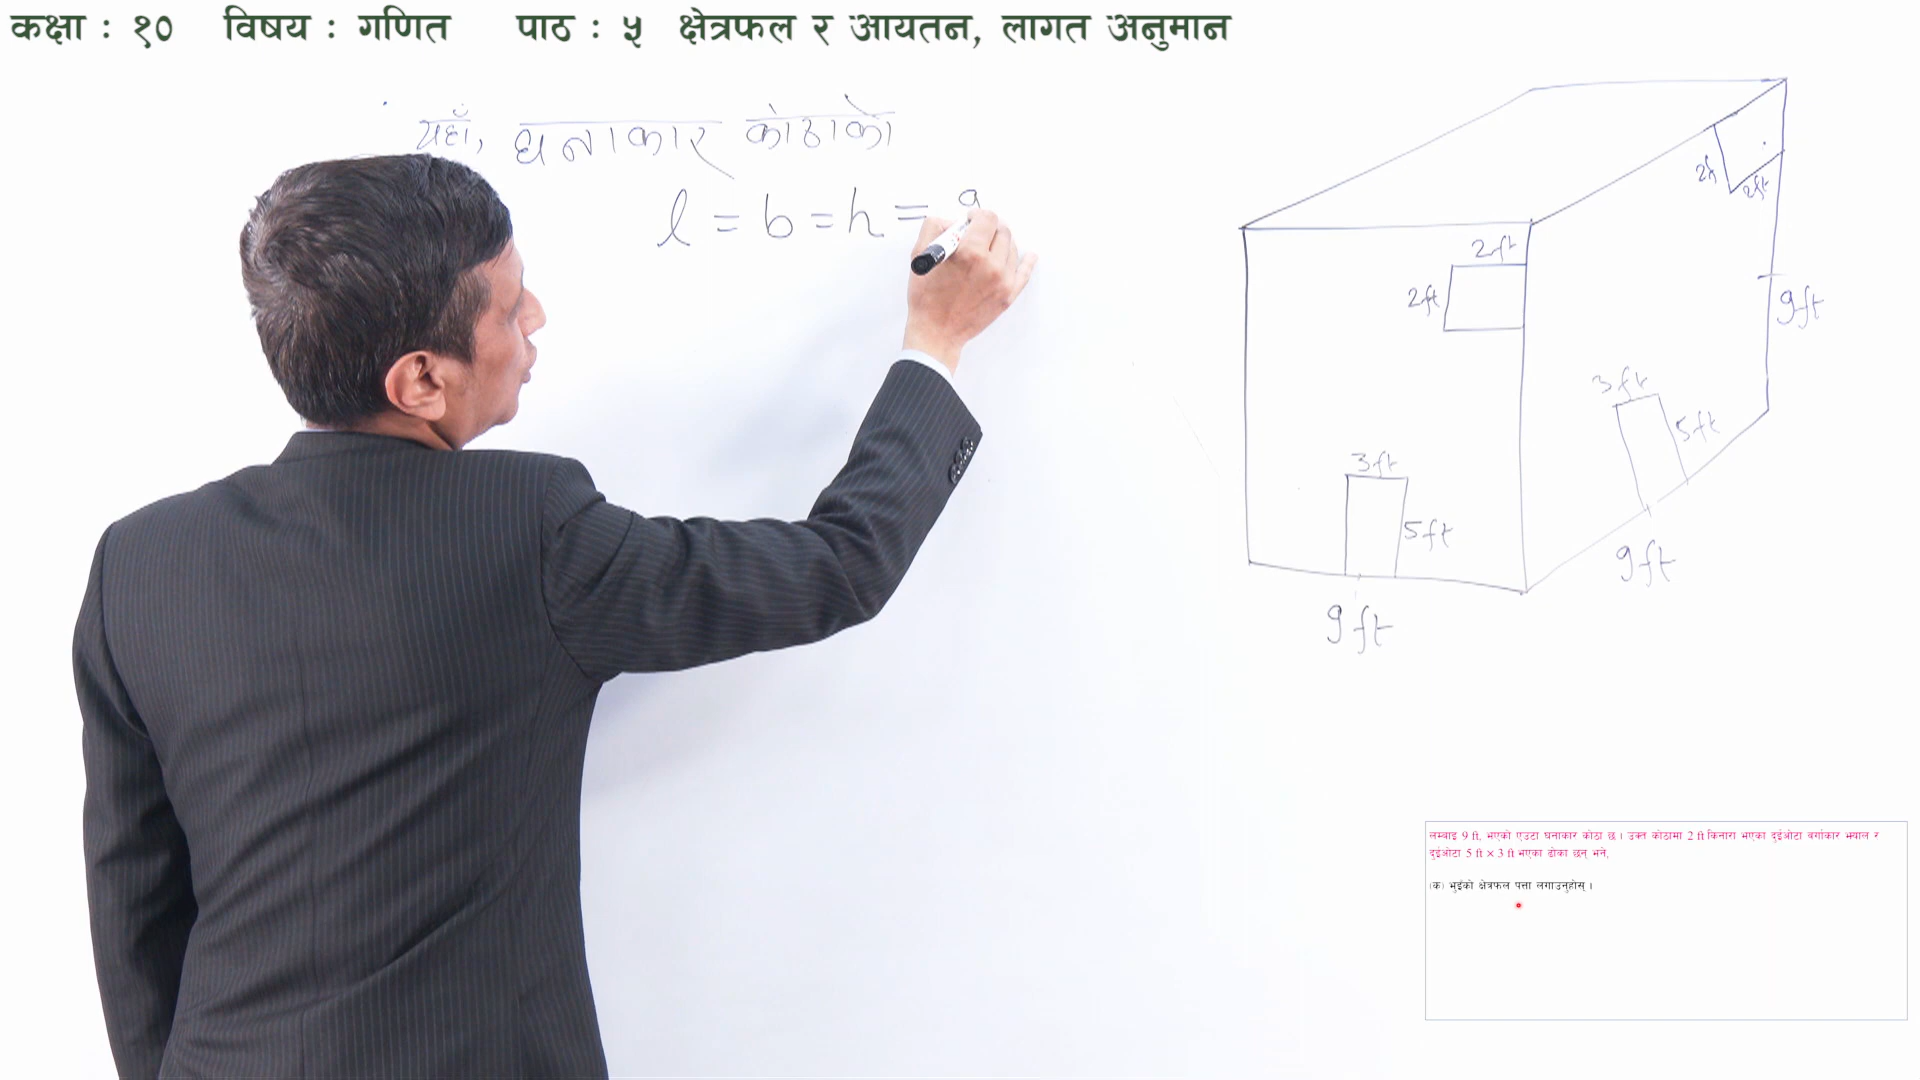 कक्षा : १० विषय : गणित पाठ : ५ क्षेत्रफल र आयतन, लागत अनुमान
यहाँ, घनाकार कोठाको
l = b = h = 9
2ft
2ft
2ft
2ft
9ft
3ft
5ft
3ft
5ft
9ft
9ft
लम्बाइ 9 ft. भएको एउटा घनाकार कोठा छ । उक्त कोठामा 2 ft किनारा भएका दुईओटा वर्गाकार झ्याल र
दुईओटा 5 ft × 3 ft भएका ढोका छन् भने,
(क) भुइँको क्षेत्रफल पत्ता लगाउनुहोस् ।